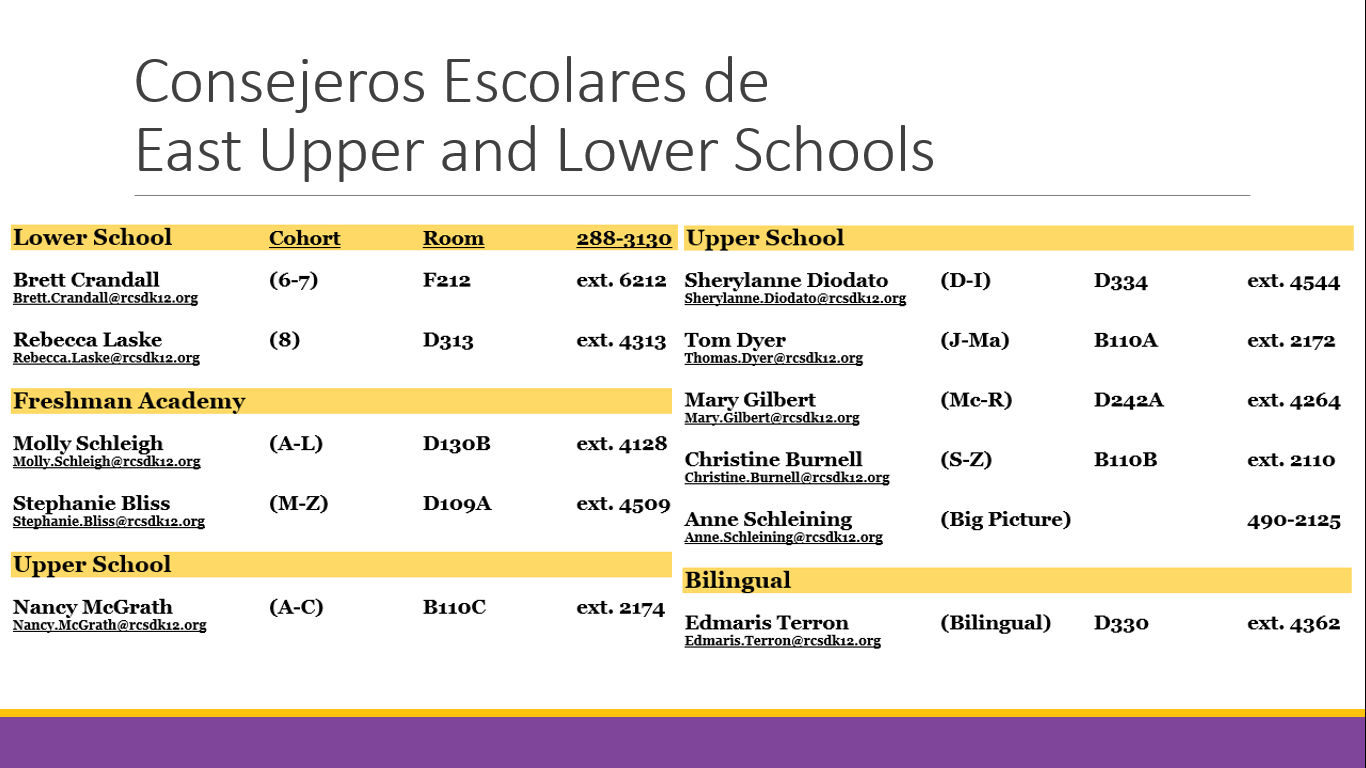 Consejeros Escolares de
East Upper and Lower Schools
Lower School Cohort Room 288-3130
Brett Crandall (6-7) F212 ext. 6212
Brett.Crandall@rcsdk12.org
Rebecca Laske (8) D313 ext. 4313
Rebecca.Laske@rcsdk12.org
Freshman Academy
Molly Schleigh (A-L) D130B ext. 4128
Molly.Schleigh@rcsdk12.org
Stephanie Bliss (M-Z) D109A ext. 4509
Stephanie.Bliss@rcsdk12.org
Upper School
Nancy McGrath (A-C) B110C ext. 2174
Nancy.McGrath@rcsdk12.org
Upper School
Sherylanne Diodato (D-I) D334 ext. 4544
Sherylanne.Diodato@rcsdk12.org
Tom Dyer (J-Ma) B110A ext. 2172
Thomas.Dyer@rcsdk12.org
Mary Gilbert (Mc-R) D242A ext. 4264
Mary.Gilbert@rcsdk12.org
Christine Burnell (S-Z) B110B ext. 2110
Christine.Burnell@rcsdk12.org
Anne Schleining (Big Picture) 490-2125
Anne.Schleining@rcsdk12.org
Bilingual
Edmaris Terron (Bilingual) D330 ext. 4362
Edmaris.Terron@rcsdk12.org